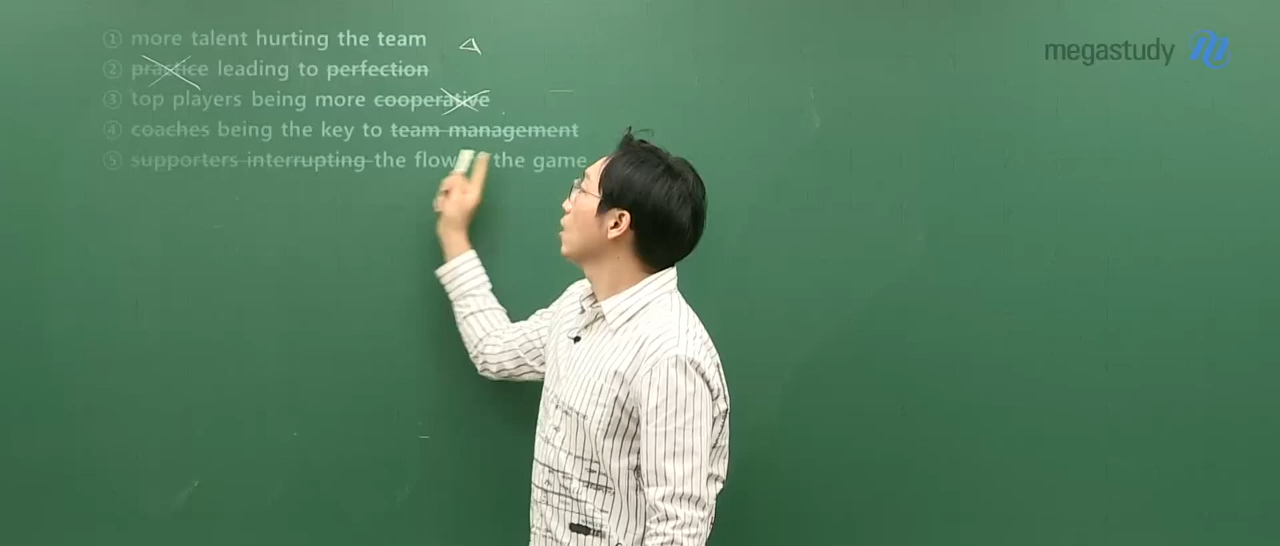 ① more talent hurting the team
② practice leading to perfection
③ top players being more cooperative
④ coaches being the key to team management
⑤ supporters interrupting the flow the game
megastudy